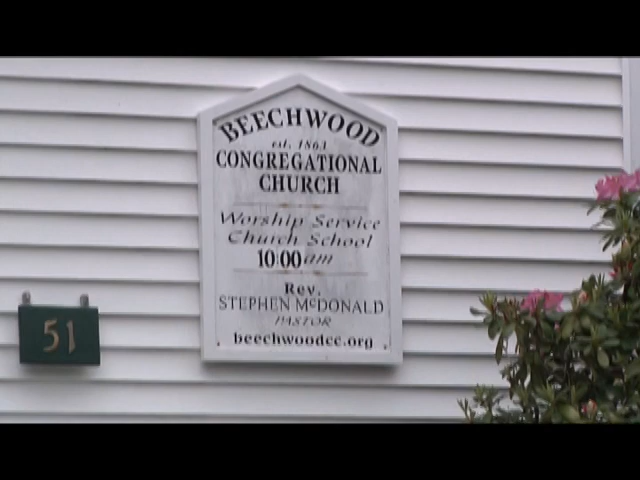 BEECHWOOD
est. 1863
CONGREGATIONAL
CHURCH
Worship Service
Church School
10:00 am
Rev.
STEPHEN McDONALD
PASTOR
beechwoodcc.org
51